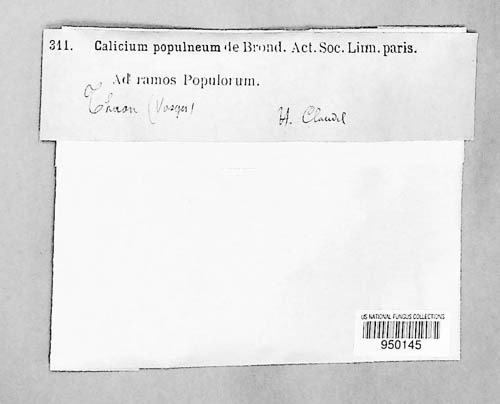 311. Calicium populneum de Brond. Act. Soc. Linn. paris.
Ad ramos Populorum.
Thaon (Vosges)
H. Claudel
US NATIONAL FUNGUS COLLECTIONS
950145